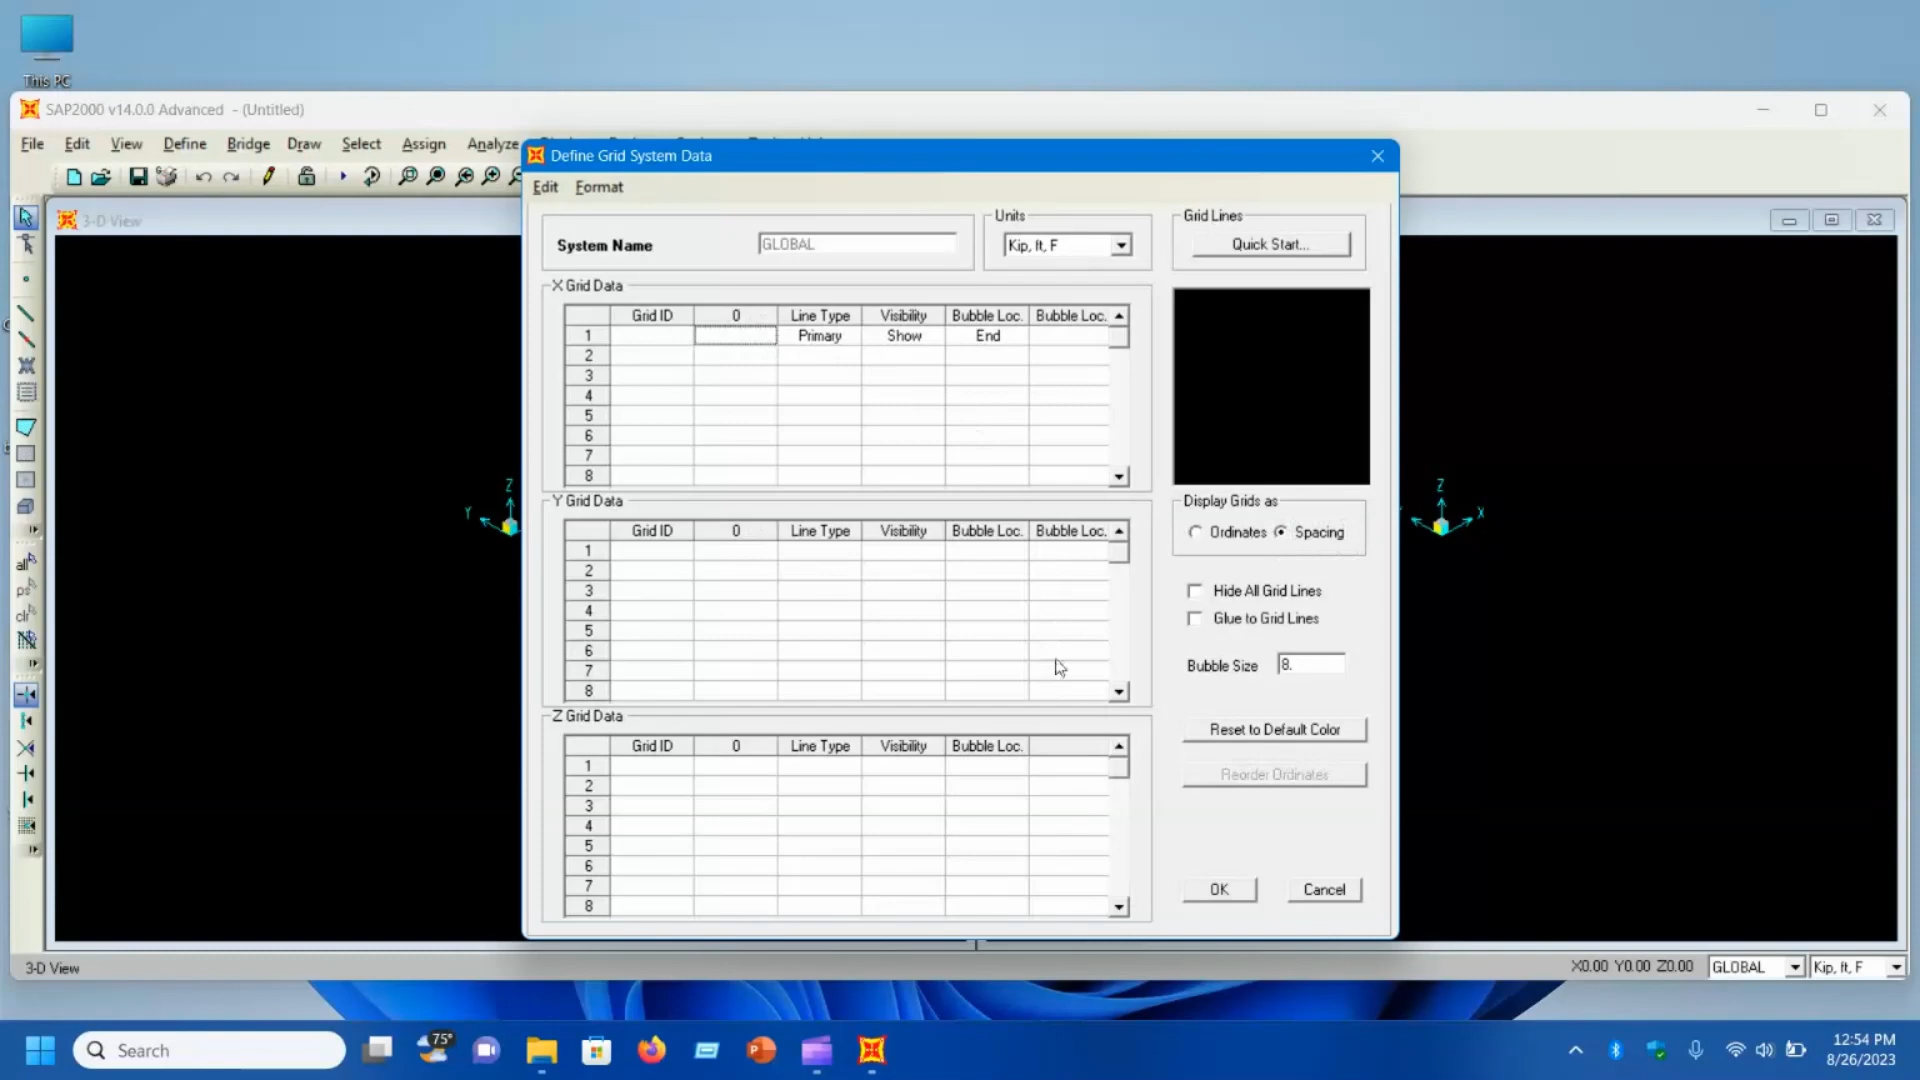 This PC
SAP2000 v14.0.0 Advanced - (Untitled)
File Edit View Define Bridge Draw Select Assign Analyze
3-D View
Define Grid System Data
Edit Format
System Name GLOBAL
Units
Kip, ft, F
Grid Lines
Quick Start...
X Grid Data
Grid ID 0 Line Type Visibility Bubble Loc. Bubble Loc.
1 Primary Show End
2
3
4
5
6
7
8
Y Grid Data
Grid ID 0 Line Type Visibility Bubble Loc. Bubble Loc.
1
2
3
4
5
6
7
8
Z Grid Data
Grid ID 0 Line Type Visibility Bubble Loc.
1
2
3
4
5
6
7
8
Display Grids as
Ordinates Spacing
Hide All Grid Lines
Glue to Grid Lines
Bubble Size 8.
Reset to Default Color
Reorder Ordinates
OK Cancel
Z
Y
Z
X
all
ps
clr
3-D View
X0.00 Y0.00 Z0.00 GLOBAL Kip, ft, F
Search
75°
12:54 PM
8/26/2023